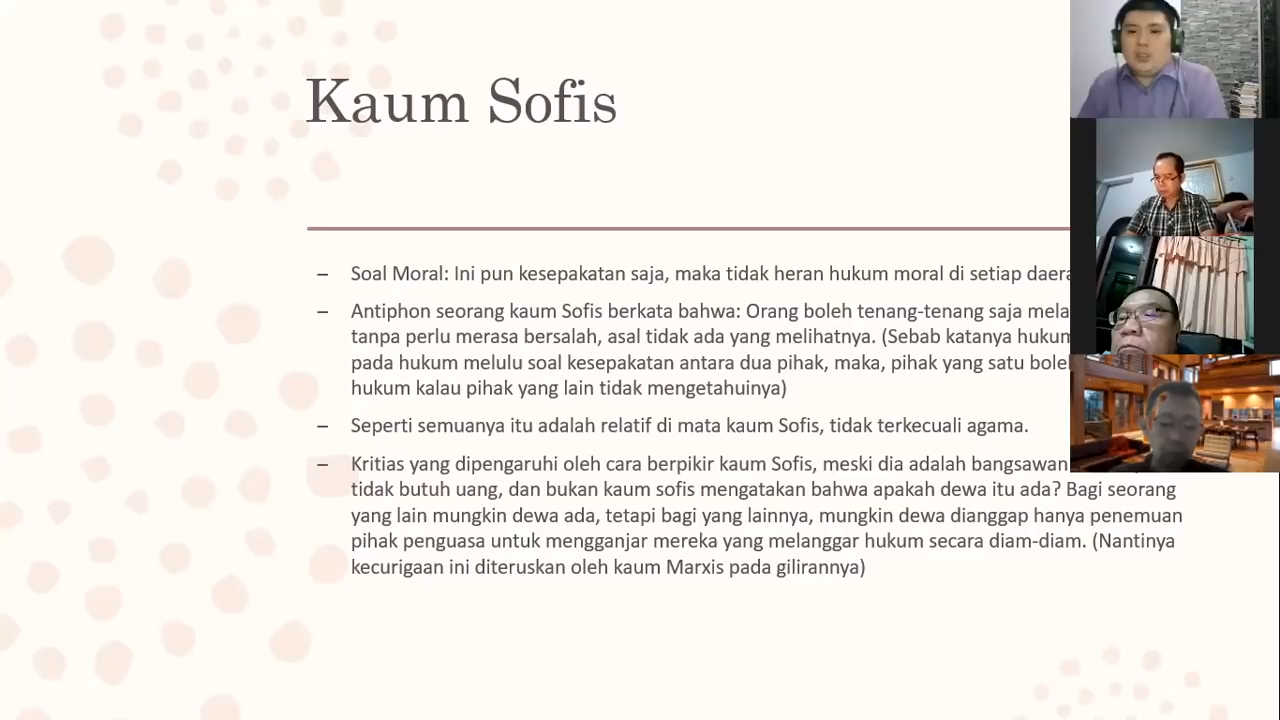 Kaum Sofis
– Soal Moral: Ini pun kesepakatan saja, maka tidak heran hukum moral di setiap
– Antiphon seorang kaum Sofis berkata bahwa: Orang boleh tenang-tenang saja
tanpa perlu merasa bersalah, asal tidak ada yang melihatnya. (Sebab katanya hukum
pada hukum melulu soal kesepakatan antara dua pihak, maka, pihak yang satu
hukum kalau pihak yang lain tidak mengetahuinya)
– Seperti semuanya itu adalah relatif di mata kaum Sofis, tidak terkecuali agama.
– Kritias yang dipengaruhi oleh cara berpikir kaum Sofis, meski dia adalah bangsawan
tidak butuh uang, dan bukan kaum sofis mengatakan bahwa apakah dewa itu ada? Bagi seorang
yang lain mungkin dewa ada, tetapi bagi yang lainnya, mungkin dewa dianggap hanya penemuan
pihak penguasa untuk mengganjar mereka yang melanggar hukum secara diam-diam. (Nantinya
kecurigaan ini diteruskan oleh kaum Marxis pada gilirannya)